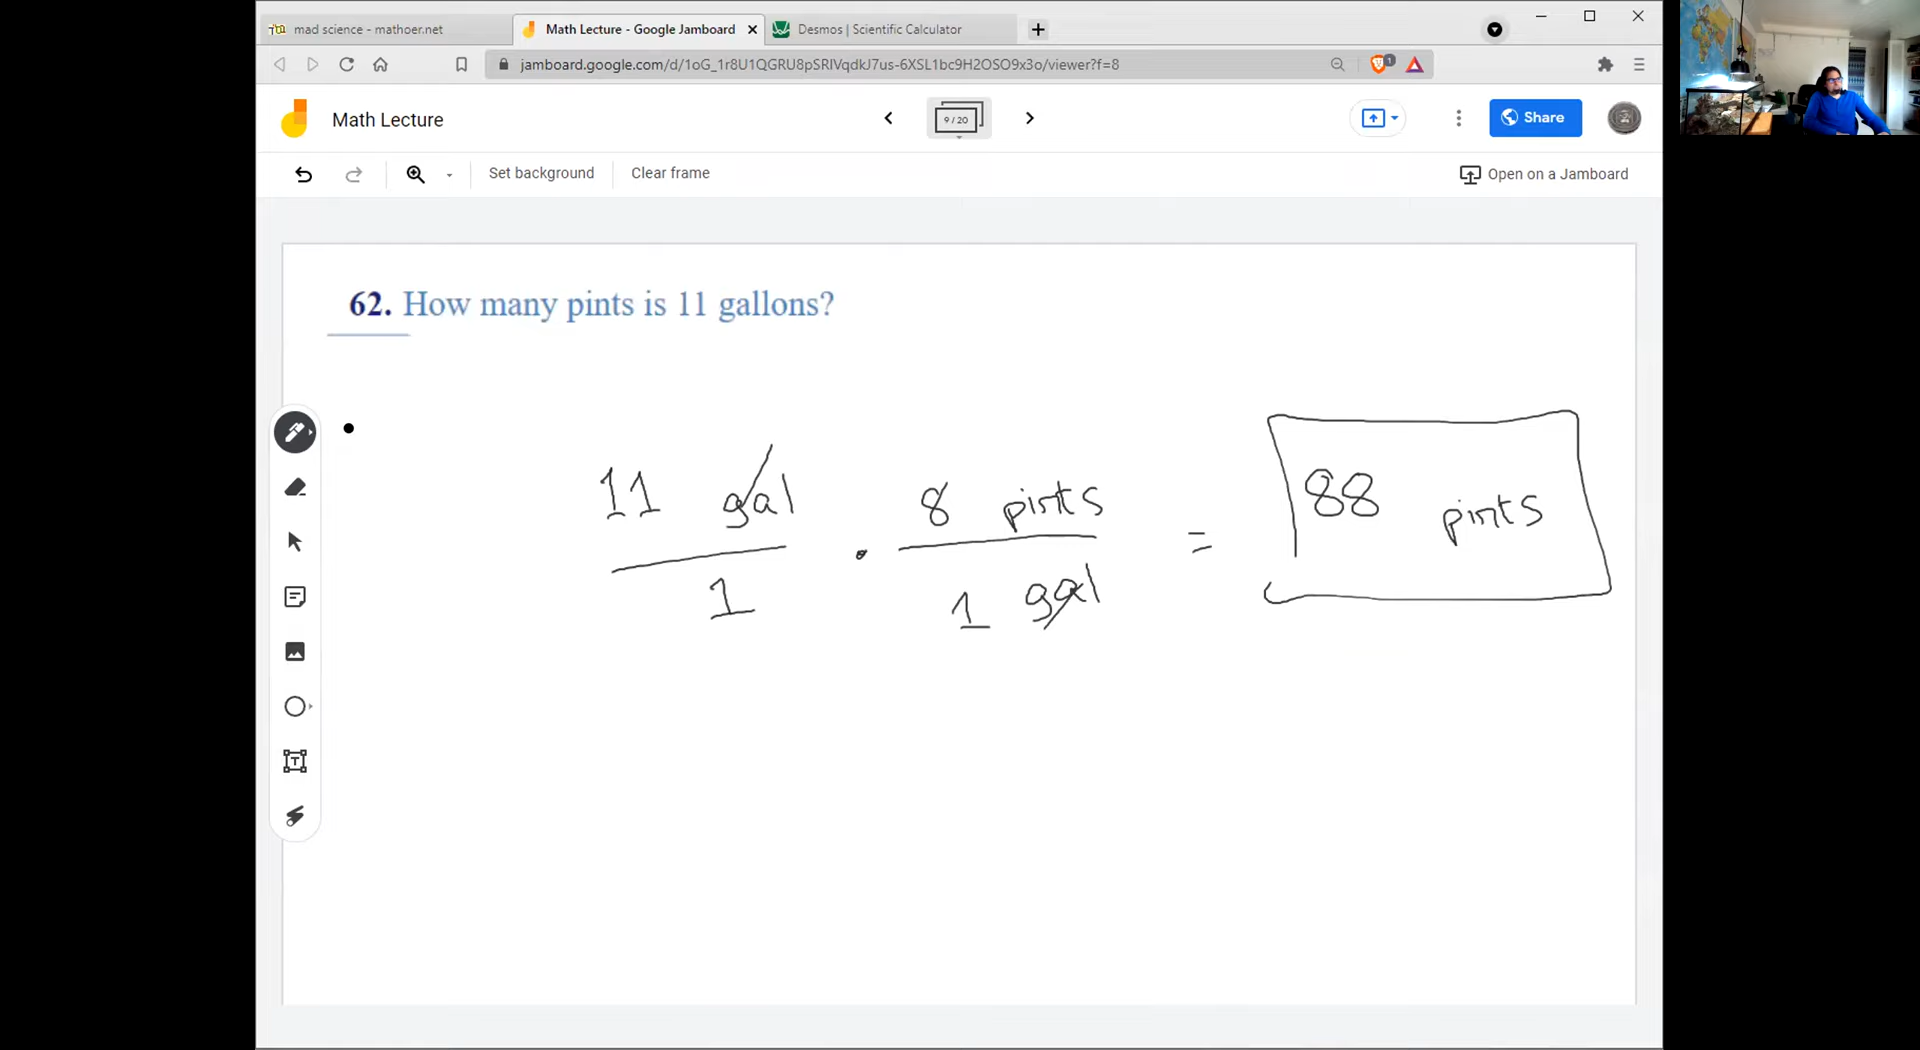 mad science - mathoer.net
Math Lecture - Google Jamboard
Desmos | Scientific Calculator
jamboard.google.com/d/1oG_1r8U1QGRU8pSRIVqdkJ7us-6XSL1bc9H2OSO9x3o/viewer?f=8
1
Math Lecture
9 / 20
Share
Set background
Clear frame
Open on a Jamboard
62. How many pints is 11 gallons?
11 gal / 1 · 8 pints / 1 gal = 88 pints